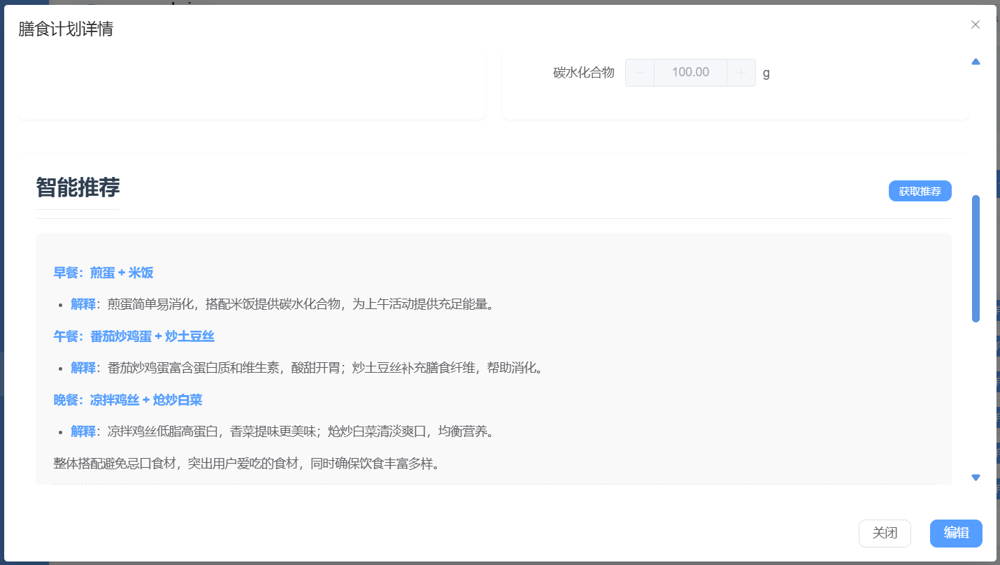 膳食计划详情
碳水化合物 100.00 g
智能推荐
获取推荐
早餐：煎蛋 + 米饭
解释：煎蛋简单易消化，搭配米饭提供碳水化合物，为上午活动提供充足能量。
午餐：番茄炒鸡蛋 + 炒土豆丝
解释：番茄炒鸡蛋富含蛋白质和维生素，酸甜开胃；炒土豆丝补充膳食纤维，帮助消化。
晚餐：凉拌鸡丝 + 炝炒白菜
解释：凉拌鸡丝低脂高蛋白，香菜提味更美味；炝炒白菜清淡爽口，均衡营养。
整体搭配避免忌口食材，突出用户爱吃的食材，同时确保饮食丰富多样。
关闭
编辑